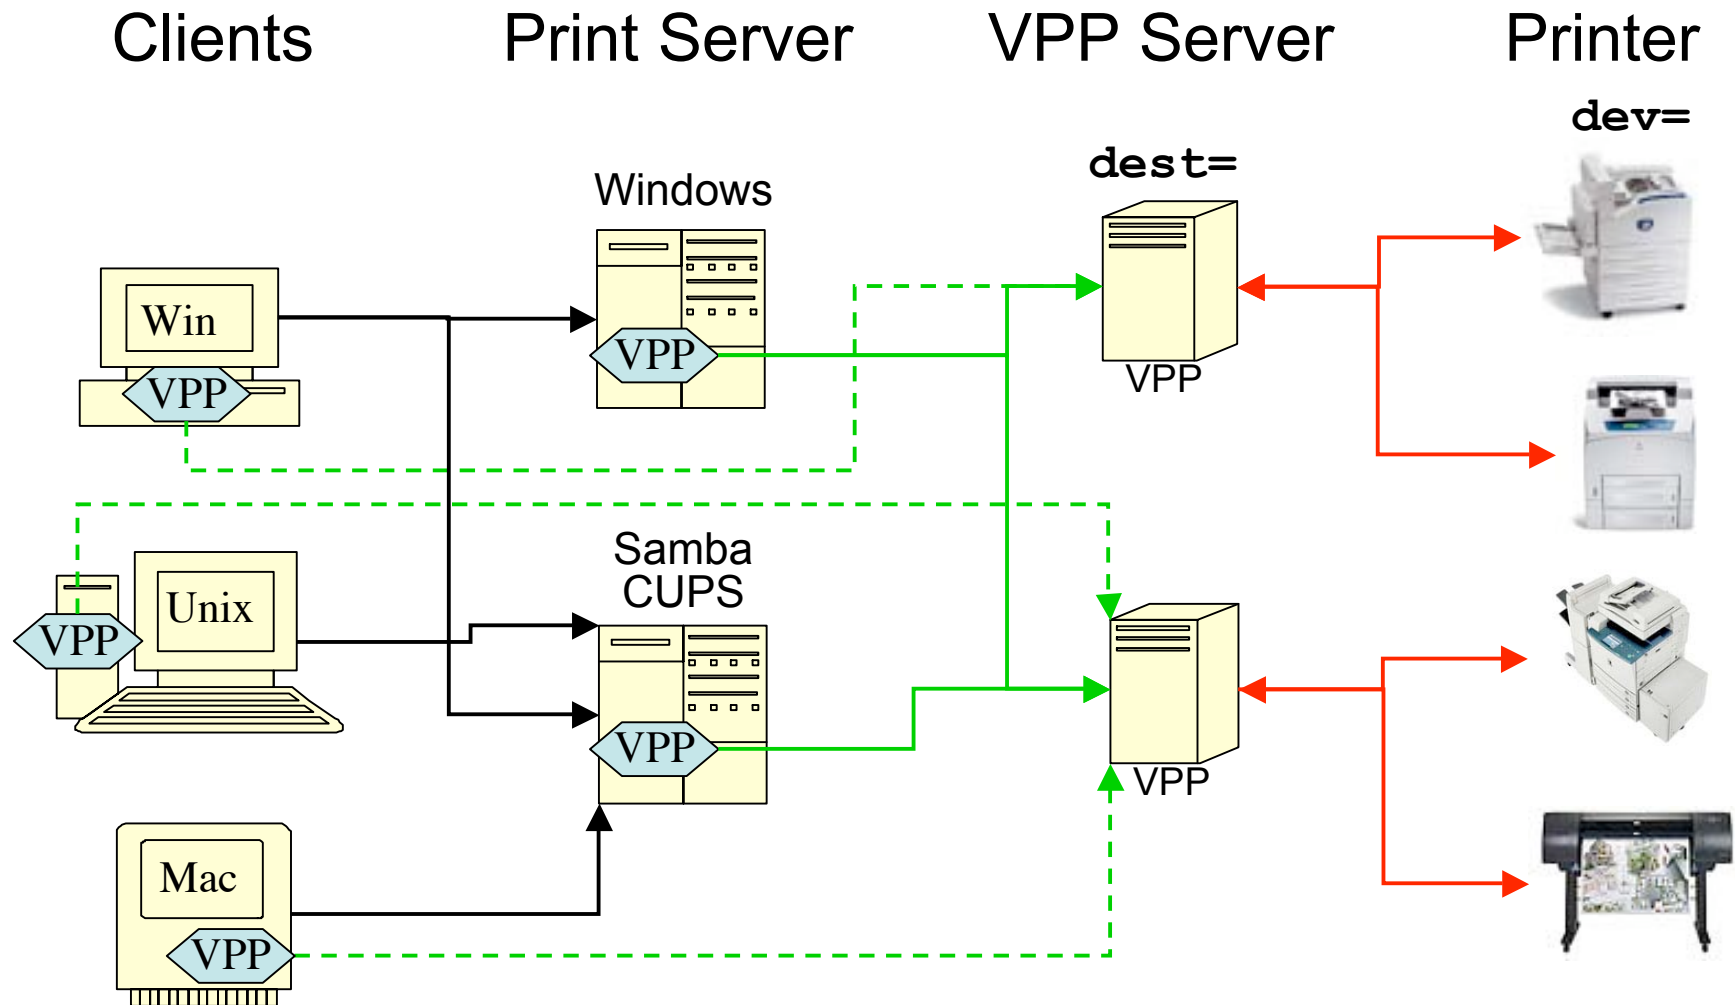 Clients
Print Server
VPP Server
Printer
dev=
dest=
Windows
Win
VPP
VPP
VPP
Samba
CUPS
Unix
VPP
VPP
VPP
Mac
VPP